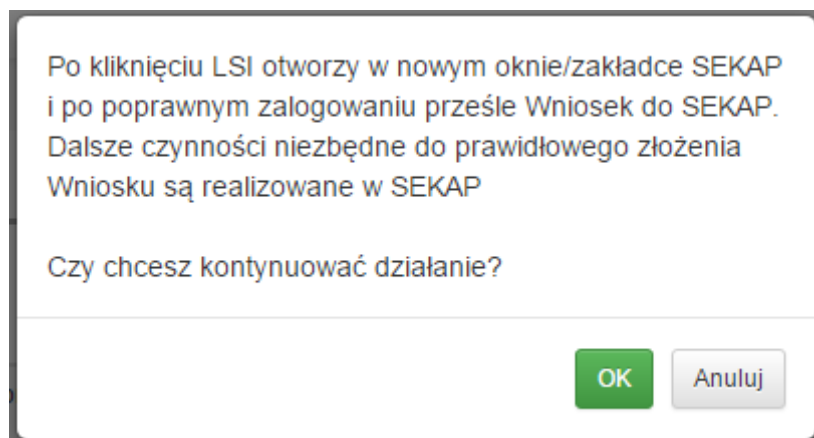 Po kliknięciu LSI otworzy w nowym oknie/zakładce SEKAP
i po poprawnym zalogowaniu prześle Wniosek do SEKAP.
Dalsze czynności niezbędne do prawidłowego złożenia
Wniosku są realizowane w SEKAP
Czy chcesz kontynuować działanie?
OK Anuluj